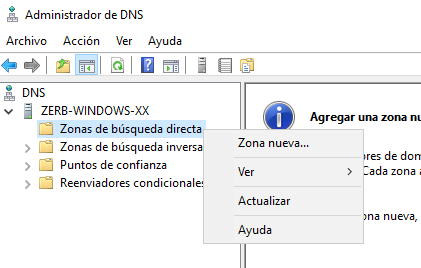 Administrador de DNS
Archivo Acción Ver Ayuda
DNS
ZERB-WINDOWS-XX
Zonas de búsqueda directa
Zonas de búsqueda inversa
Puntos de confianza
Reenviadores condicionales
Agregar una zona nu
Zona nueva...
Ver
Actualizar
Ayuda
res de dom
Cada zona a
na nueva,